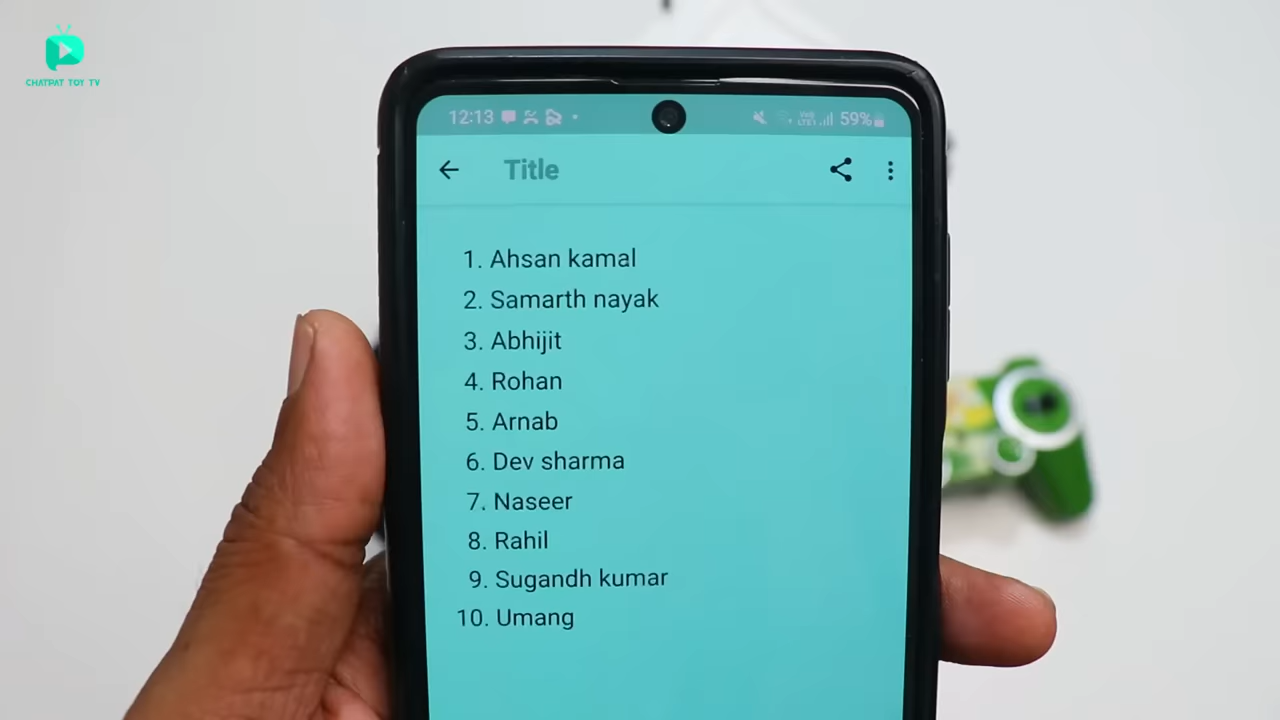 CHATPAT TOY TV
12:13 59%
Title
1. Ahsan kamal
2. Samarth nayak
3. Abhijit
4. Rohan
5. Arnab
6. Dev sharma
7. Naseer
8. Rahil
9. Sugandh kumar
10. Umang